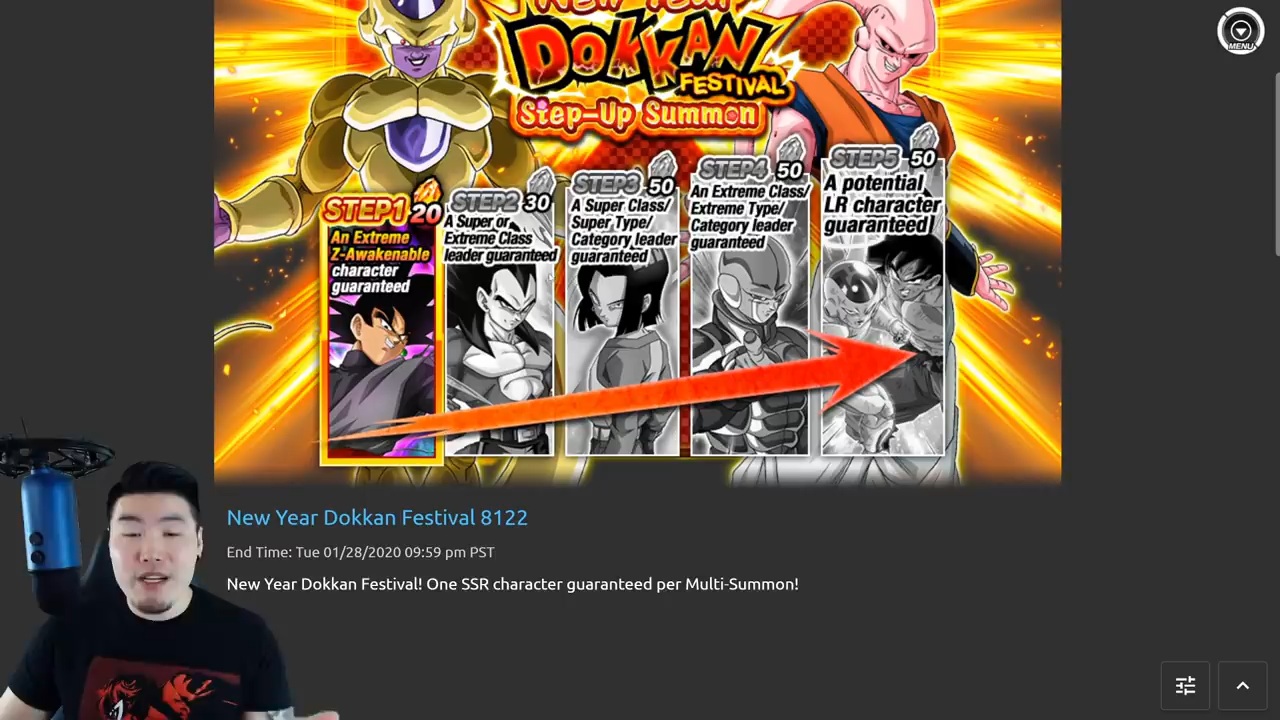 New Year
DOKKAN
FESTIVAL
Step-Up Summon
MENU
STEP1 20
An Extreme
Z-Awakenable
character
guaranteed
STEP2 30
A Super or
Extreme Class
leader guaranteed
STEP3 50
A Super Class/
Super Type/
Category leader
guaranteed
STEP4 50
An Extreme Class/
Extreme Type/
Category leader
guaranteed
STEP5 50
A potential
LR character
guaranteed
New Year Dokkan Festival 8122
End Time: Tue 01/28/2020 09:59 pm PST
New Year Dokkan Festival! One SSR character guaranteed per Multi-Summon!